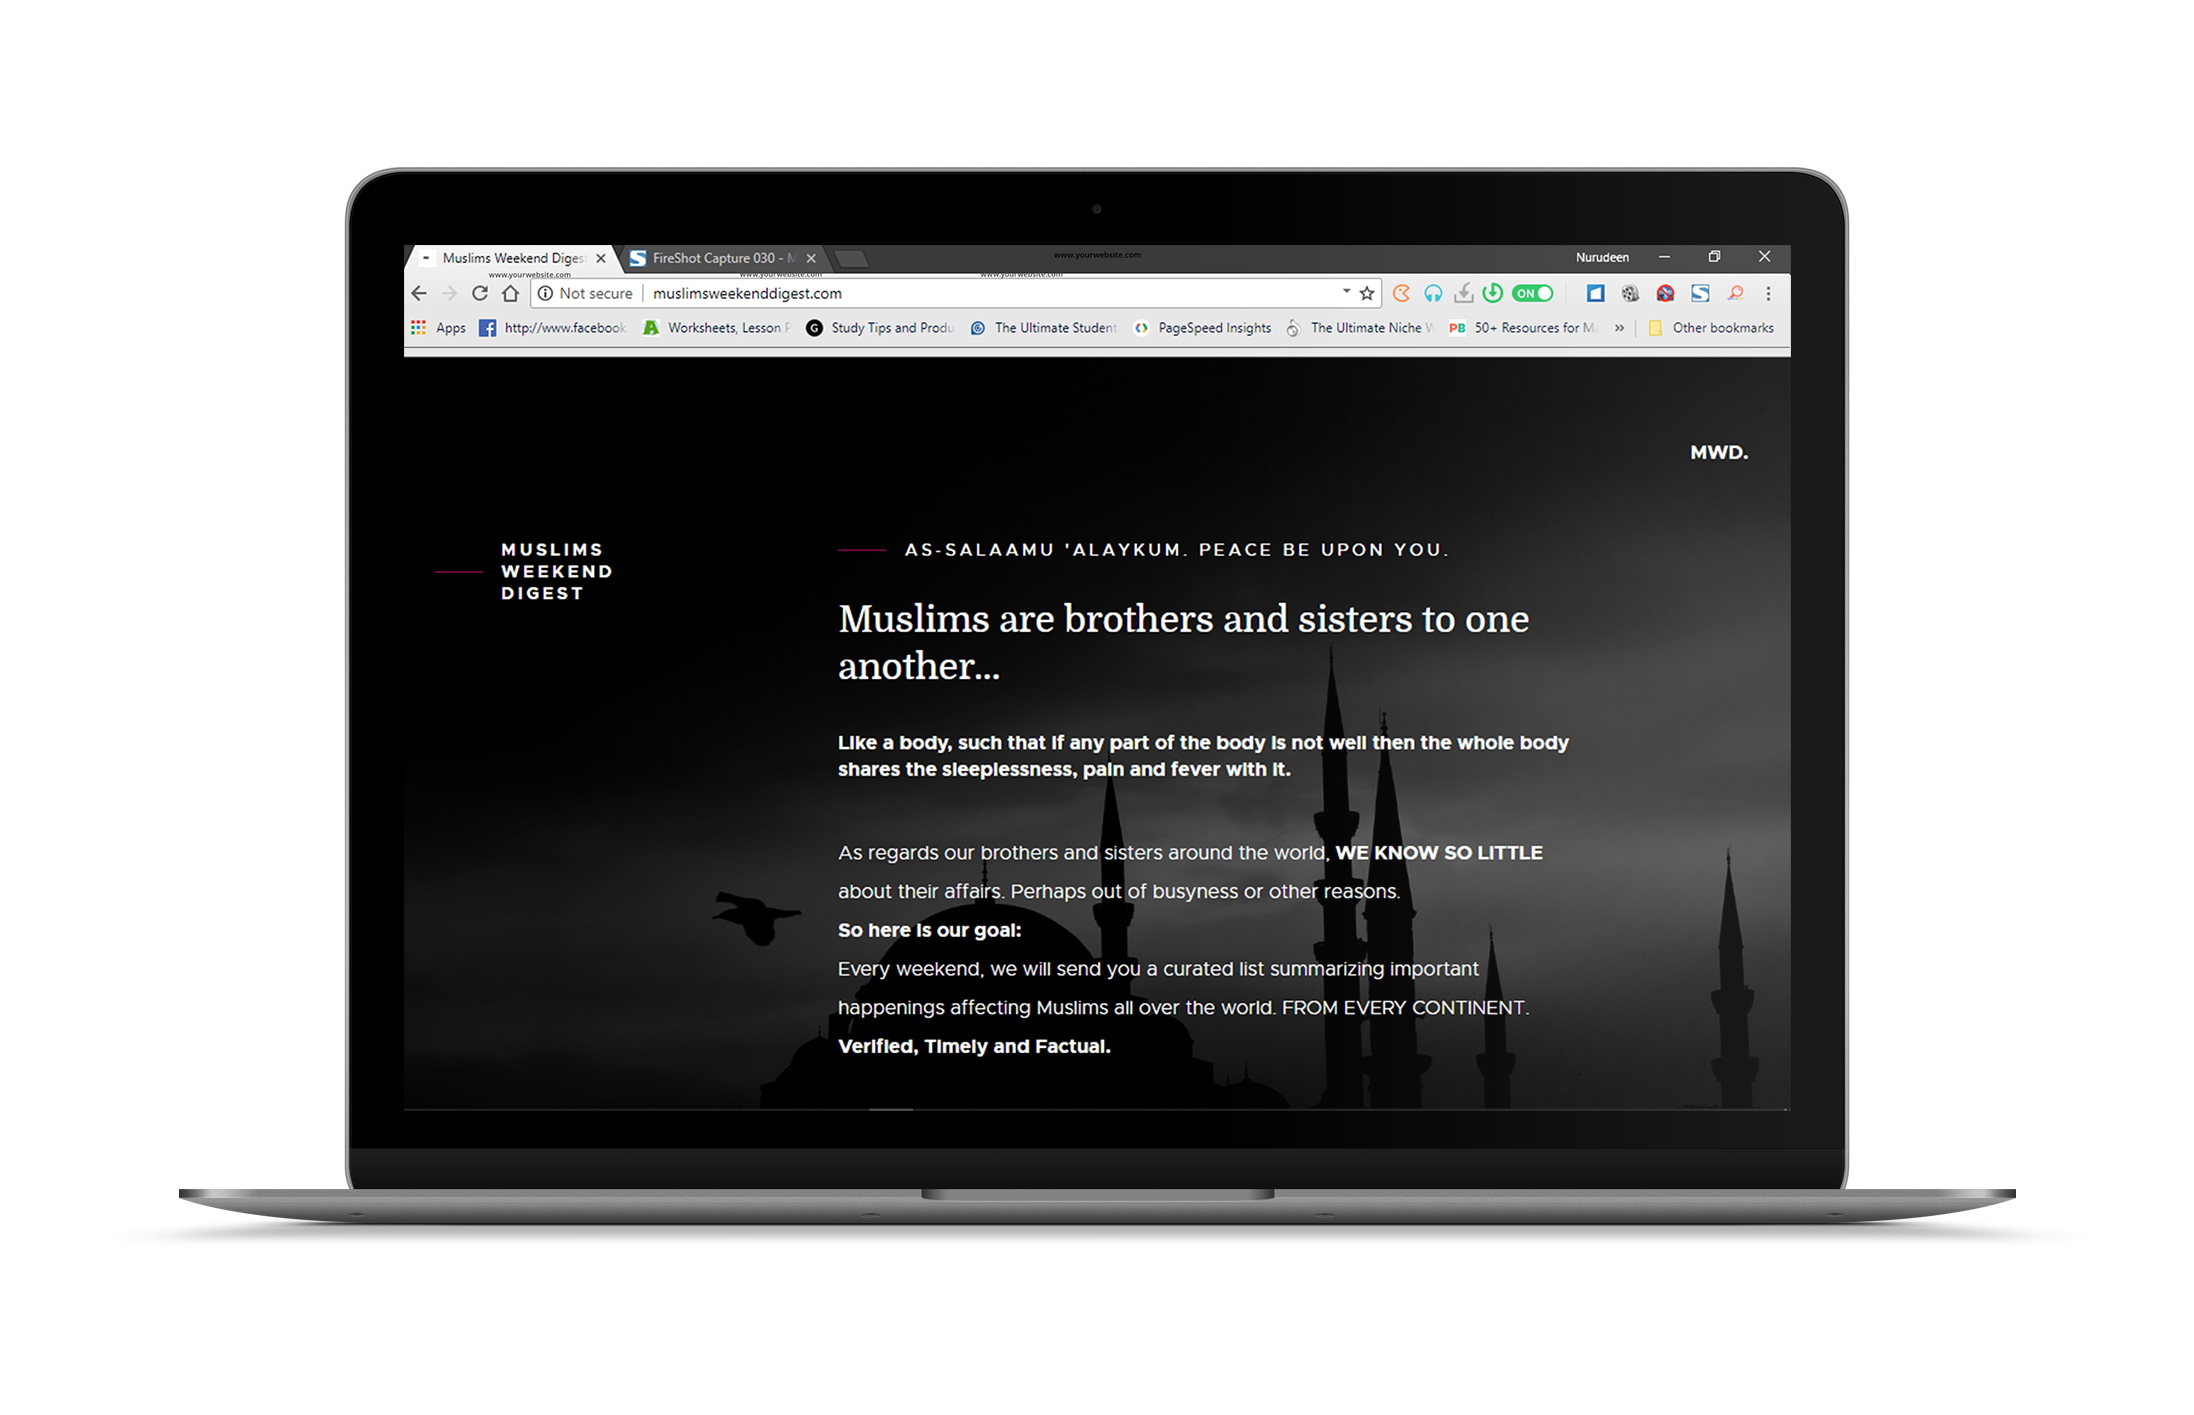 Muslims Weekend Diges
FireShot Capture 030 - M
www.yourwebsite.com
Nurudeen
www.yourwebsite.com
www.yourwebsite.com
www.yourwebsite.com
Not secure
muslimsweekenddigest.com
ON
Apps
http://www.facebook.
Worksheets, Lesson P
Study Tips and Produ
The Ultimate Student
PageSpeed Insights
The Ultimate Niche W
PB
50+ Resources for Ma
»
Other bookmarks
MWD.
MUSLIMS
WEEKEND
DIGEST
AS-SALAAMU 'ALAYKUM. PEACE BE UPON YOU.
Muslims are brothers and sisters to one
another...
Like a body, such that if any part of the body is not well then the whole body
shares the sleeplessness, pain and fever with it.
As regards our brothers and sisters around the world, WE KNOW SO LITTLE
about their affairs. Perhaps out of busyness or other reasons.
So here is our goal:
Every weekend, we will send you a curated list summarizing important
happenings affecting Muslims all over the world. FROM EVERY CONTINENT.
Verified, Timely and Factual.